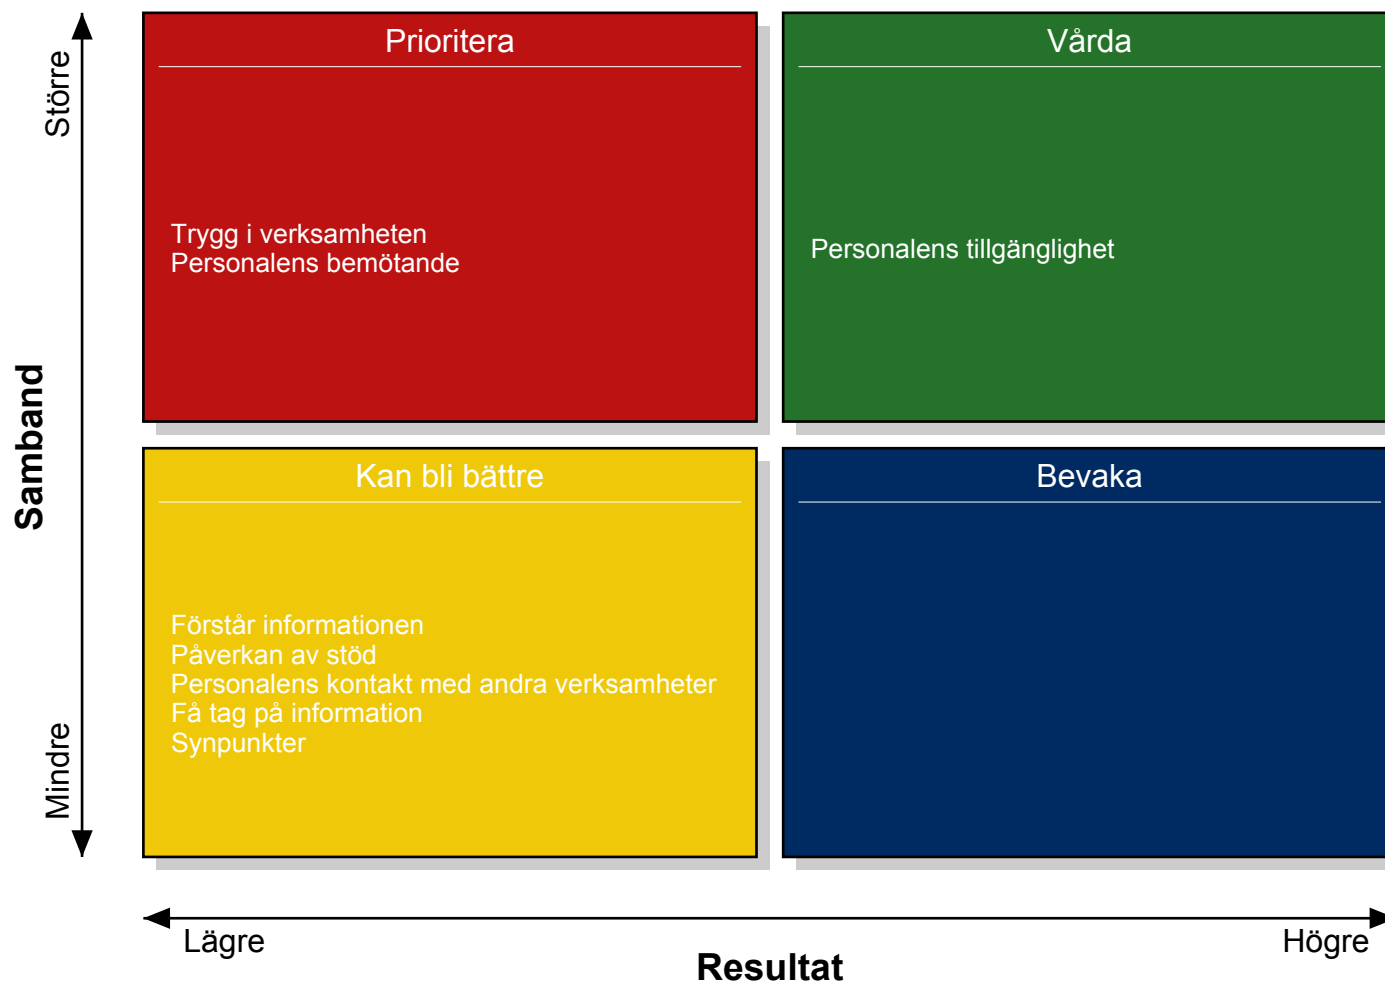 Större
Samband
Mindre
Prioritera
Trygg i verksamheten
Personalens bemötande
Vårda
Personalens tillgänglighet
Kan bli bättre
Förstår informationen
Påverkan av stöd
Personalens kontakt med andra verksamheter
Få tag på information
Synpunkter
Bevaka
Lägre
Resultat
Högre